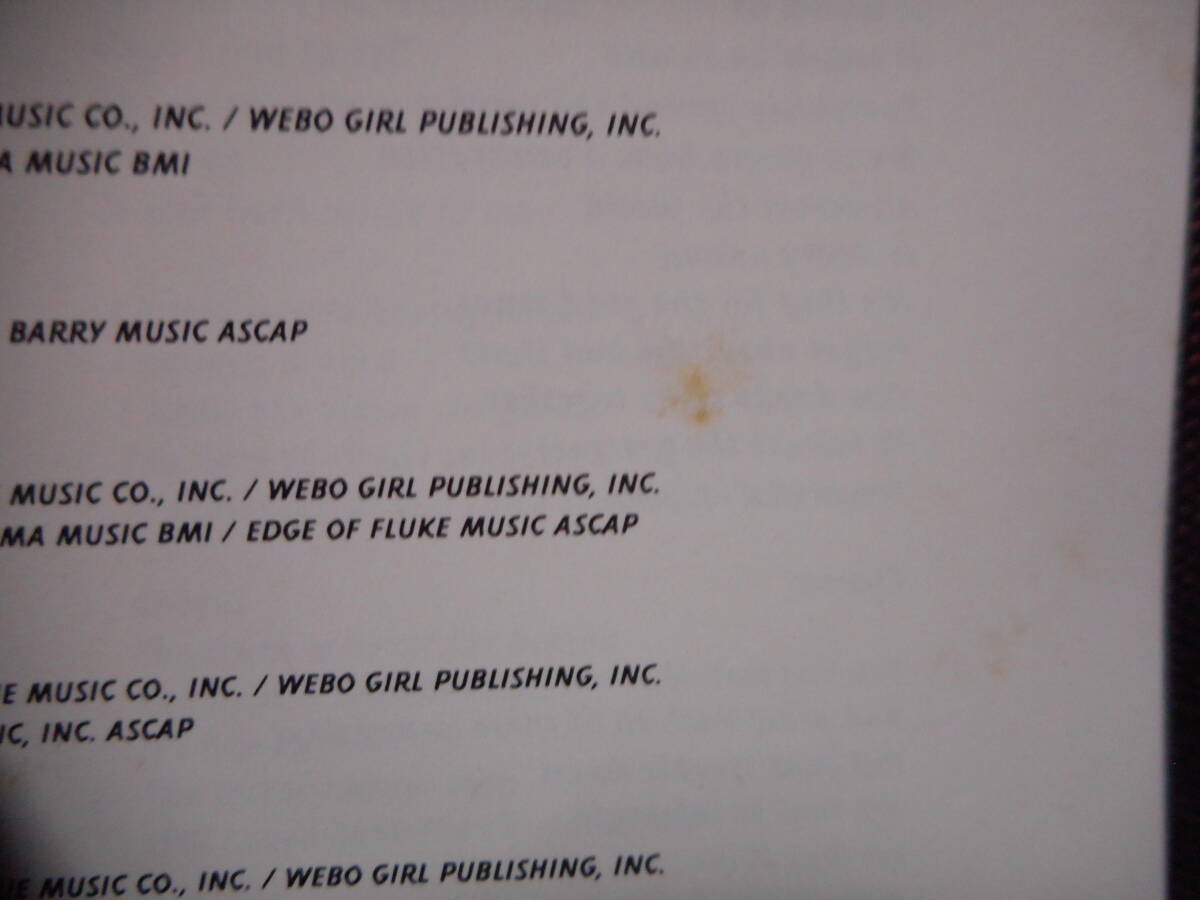 MUSIC CO., INC. / WEBO GIRL PUBLISHING, INC.
A MUSIC BMI
BARRY MUSIC ASCAP
MUSIC CO., INC. / WEBO GIRL PUBLISHING, INC.
MA MUSIC BMI / EDGE OF FLUKE MUSIC ASCAP
E MUSIC CO., INC. / WEBO GIRL PUBLISHING, INC.
IC, INC. ASCAP
UE MUSIC CO., INC. / WEBO GIRL PUBLISHING, INC.